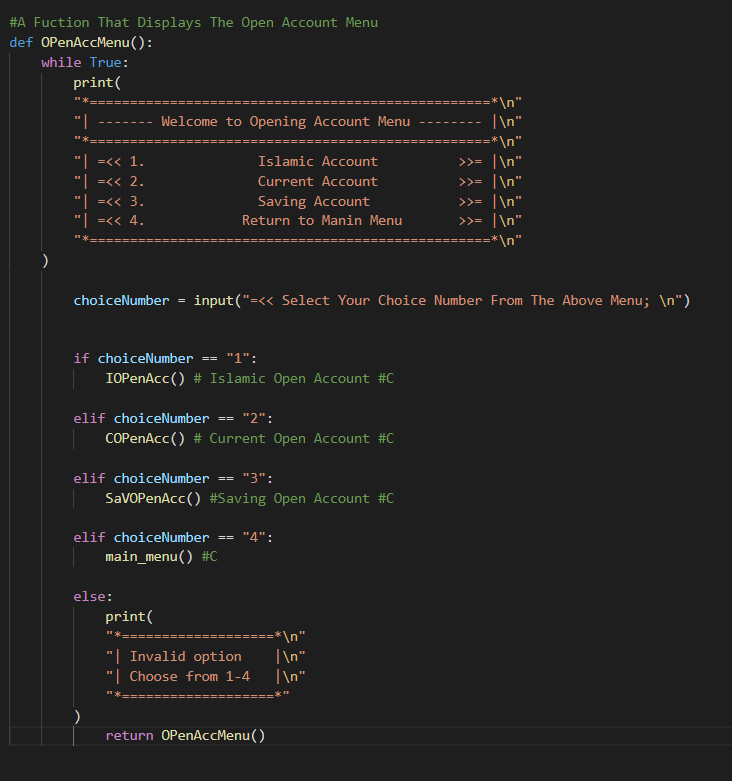 #A Fuction That Displays The Open Account Menu
def OPenAccMenu():
    while True:
        print(
        "*==================================================*\n"
        "| ------- Welcome to Opening Account Menu -------- |\n"
        "*==================================================*\n"
        "| =<< 1.              Islamic Account          >>= |\n"
        "| =<< 2.              Current Account          >>= |\n"
        "| =<< 3.              Saving Account           >>= |\n"
        "| =<< 4.            Return to Manin Menu       >>= |\n"
        "*==================================================*\n"
    )
        choiceNumber = input("=<< Select Your Choice Number From The Above Menu; \n")
        if choiceNumber == "1":
            IOPenAcc() # Islamic Open Account #C
        elif choiceNumber == "2":
            COPenAcc() # Current Open Account #C
        elif choiceNumber == "3":
            SaVOPenAcc() #Saving Open Account #C
        elif choiceNumber == "4":
            main_menu() #C
        else:
            print(
            "*===================*\n"
            "| Invalid option    |\n"
            "| Choose from 1-4   |\n"
            "*===================*"
        )
            return OPenAccMenu()